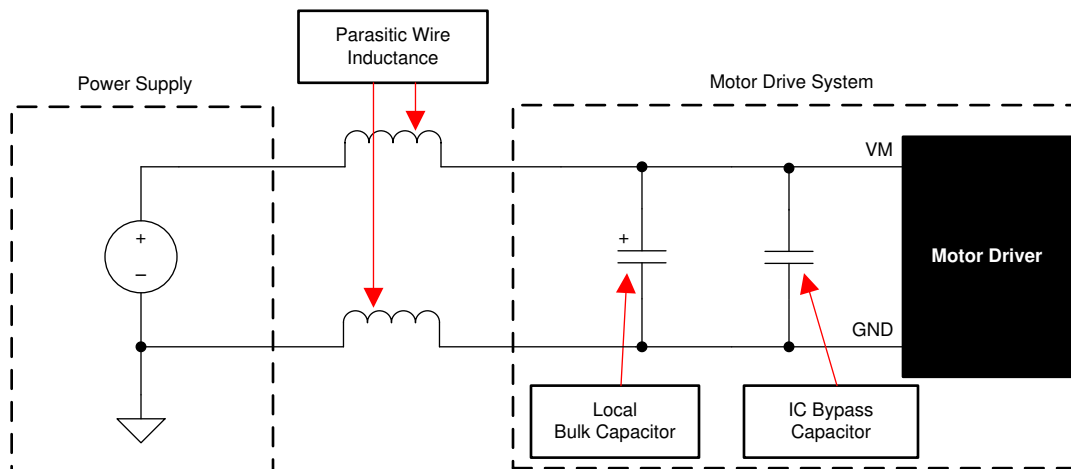 Parasitic Wire
Inductance
Power Supply
Motor Drive System
VM
+
–
+
Motor Driver
GND
Local
Bulk Capacitor
IC Bypass
Capacitor